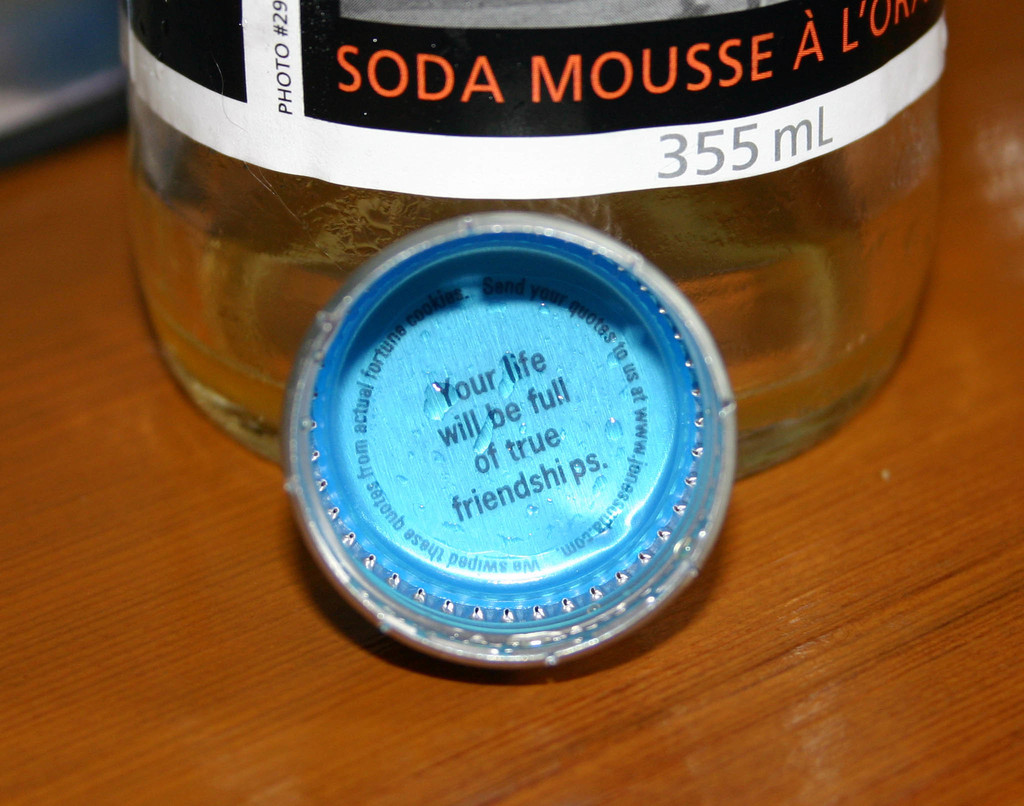 PHOTO #29
SODA MOUSSE À L'ORA
355 mL
Your life
will be full
of true
friendships.
We swiped these quotes from actual fortune cookies. Send your quotes to us at www.jonessoda.com.